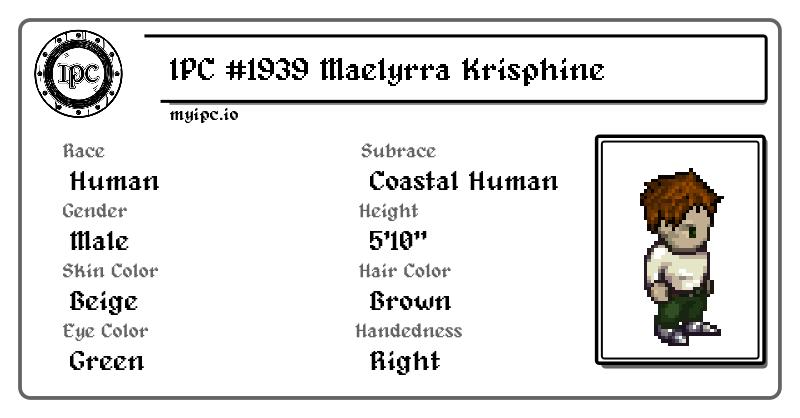 IPC
IPC #1939 Maelyrra Krisphine
myipc.io
Race
Subrace
Human
Coastal Human
Gender
Height
Male
5'10"
Skin Color
Hair Color
Beige
Brown
Eye Color
Handedness
Green
Right